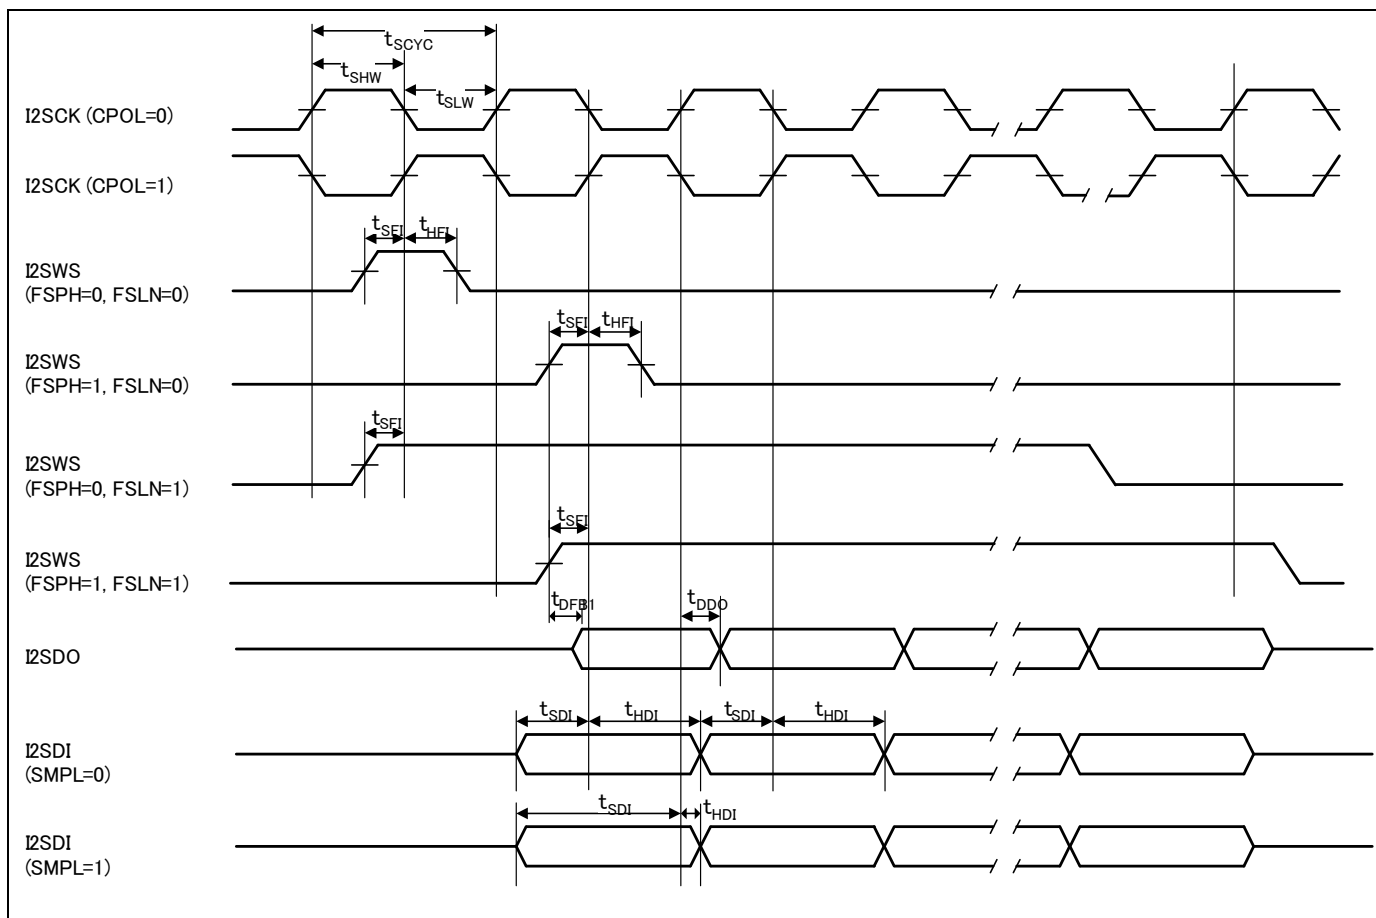 tSCYC
tSHW
tSLW
I2SCK (CPOL=0)
I2SCK (CPOL=1)
tSFI tHFI
I2SWS
(FSPH=0, FSLN=0)
tSFI tHFI
I2SWS
(FSPH=1, FSLN=0)
tSFI
I2SWS
(FSPH=0, FSLN=1)
tSFI
I2SWS
(FSPH=1, FSLN=1)
tDFB1 tDDO
I2SDO
tSDI tHDI tSDI tHDI
I2SDI
(SMPL=0)
tSDI tHDI
I2SDI
(SMPL=1)